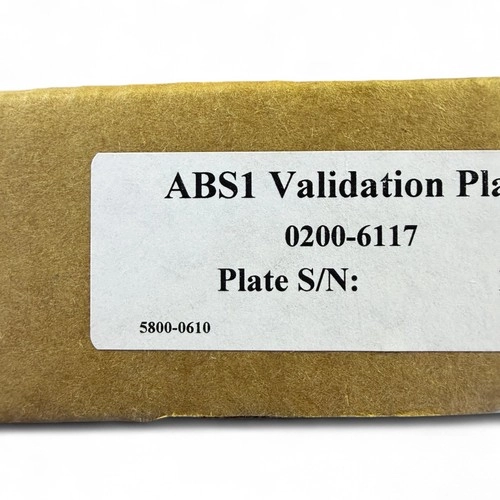 ABS1 Validation Pla
0200-6117
Plate S/N:
5800-0610